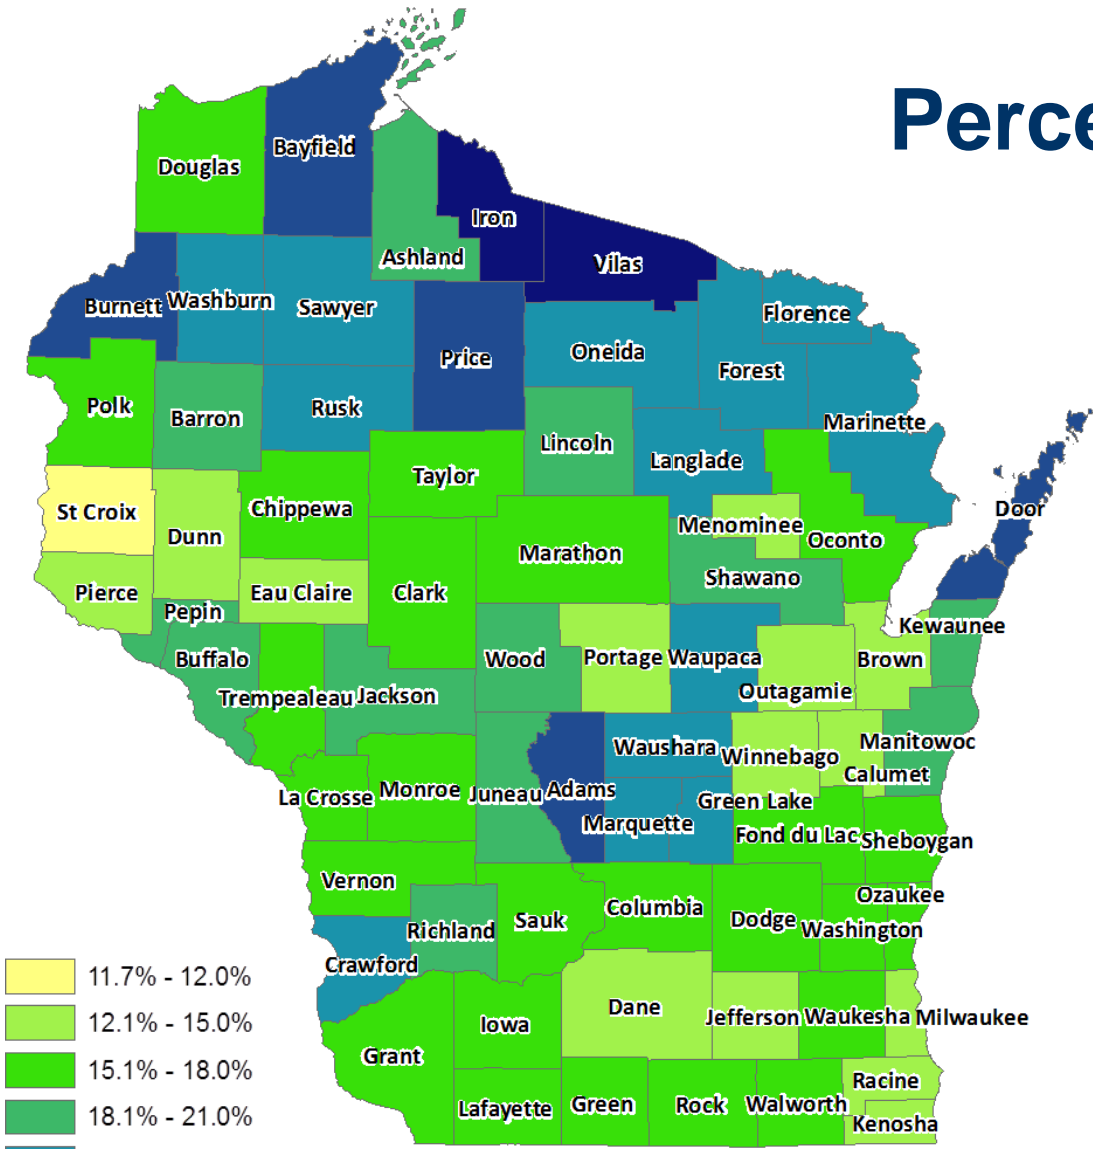 Perce
Bayfield
Douglas
Iron
Ashland
Vilas
Burnett
Washburn
Sawyer
Florence
Price
Oneida
Forest
Polk
Barron
Rusk
Marinette
Lincoln
Langlade
Taylor
St Croix
Chippewa
Door
Dunn
Menominee
Marathon
Oconto
Shawano
Pierce
Eau Claire
Clark
Pepin
Kewaunee
Buffalo
Wood
Portage
Waupaca
Brown
Outagamie
Trempealeau
Jackson
Waushara
Winnebago
Manitowoc
Calumet
La Crosse
Monroe
Juneau
Adams
Green Lake
Marquette
Fond du Lac
Sheboygan
Vernon
Ozaukee
Columbia
Richland
Sauk
Dodge
Washington
Crawford
11.7% - 12.0%
Dane
Jefferson
Waukesha
Milwaukee
12.1% - 15.0%
Iowa
Grant
15.1% - 18.0%
Racine
Lafayette
Green
Rock
Walworth
18.1% - 21.0%
Kenosha